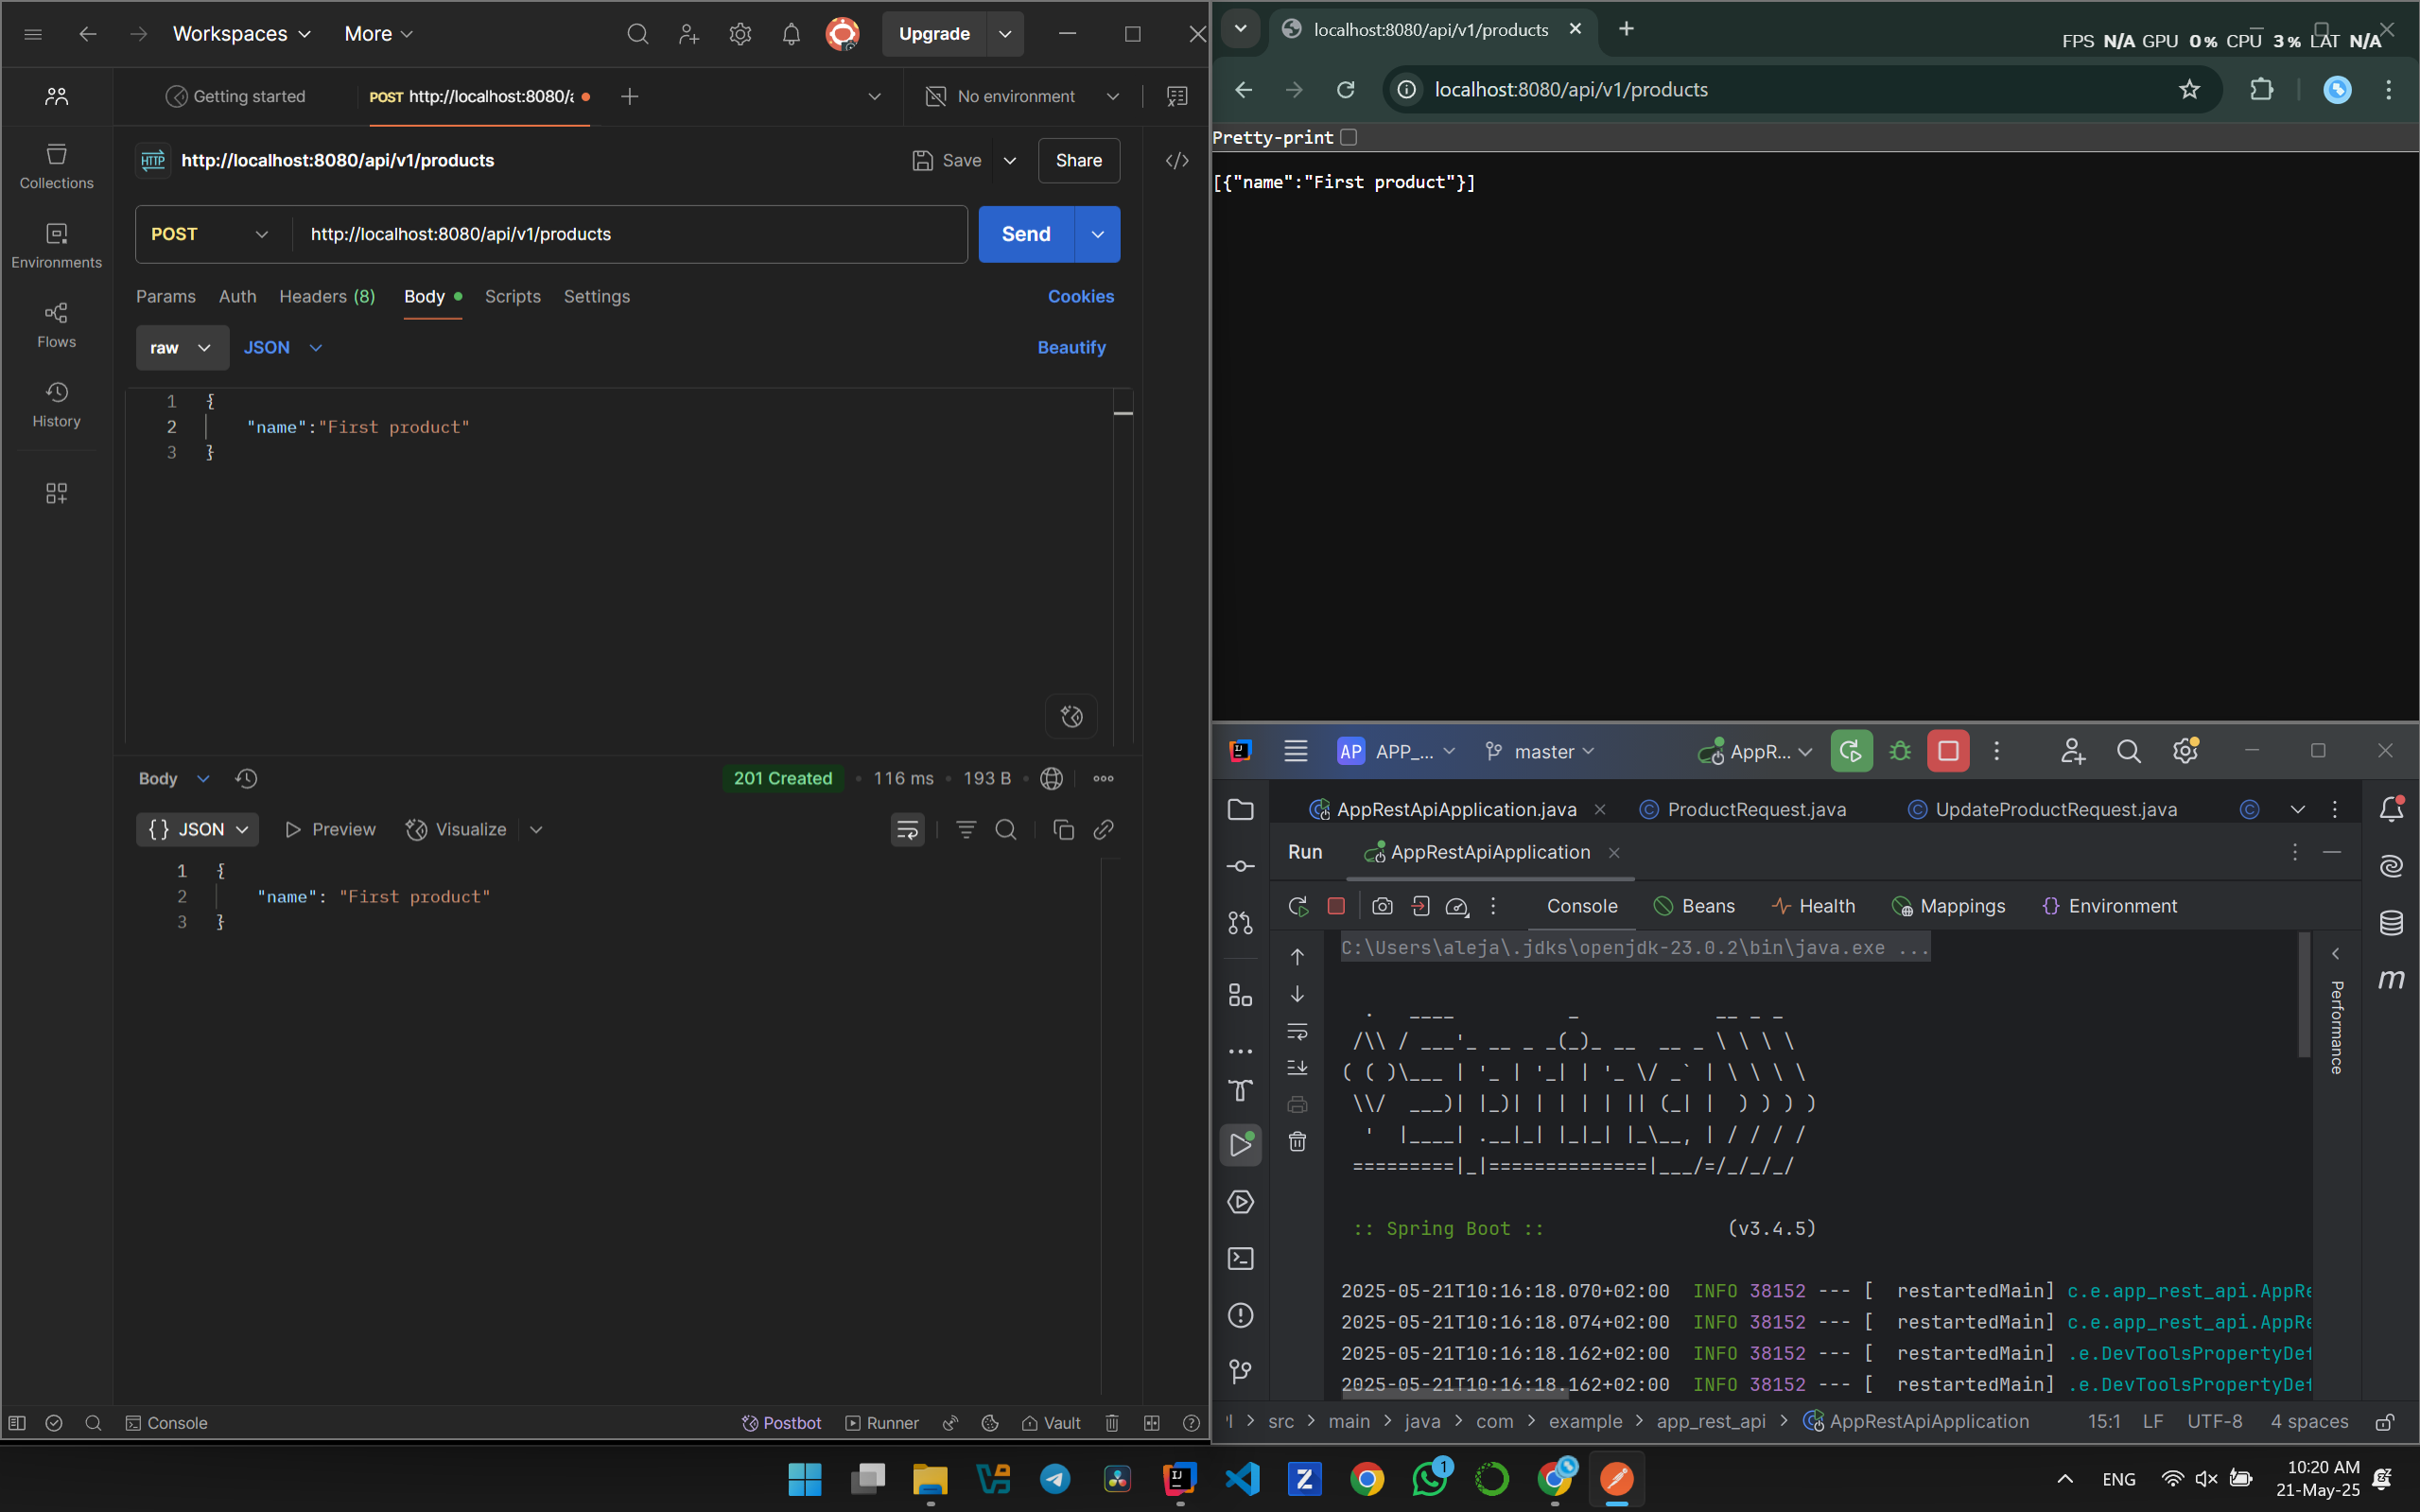 Workspaces
More
Upgrade
Getting started
POST http://localhost:8080/a
No environment
Collections
Environments
Flows
History
HTTP
http://localhost:8080/api/v1/products
Save
Share
</>
POST
http://localhost:8080/api/v1/products
Send
Params Auth Headers (8) Body Scripts Settings
Cookies
raw
JSON
Beautify
1 {
2 "name":"First product"
3 }
Body
201 Created
116 ms
193 B
{} JSON
Preview
Visualize
1 {
2 "name": "First product"
3 }
Console
Postbot
Runner
Vault
localhost:8080/api/v1/products
FPS N/A GPU 0% CPU 3% LAT N/A
localhost:8080/api/v1/products
Pretty-print
[{"name":"First product"}]
IJ
AP
APP_...
master
AppR...
AppRestApiApplication.java
ProductRequest.java
UpdateProductRequest.java
Run
AppRestApiApplication
Console
Beans
Health
Mappings
Environment
C:\Users\aleja\.jdks\openjdk-23.0.2\bin\java.exe ...
  .   ____          _            __ _ _
 /\\ / ___'_ __ _ _(_)_ __  __ _ \ \ \ \
( ( )\___ | '_ | '_| | '_ \/ _` | \ \ \ \
 \\/  ___)| |_)| | | | | || (_| |  ) ) ) )
  '  |____| .__|_| |_|_| |_\__, | / / / /
 =========|_|==============|___/=/_/_/_/
:: Spring Boot :: (v3.4.5)
2025-05-21T10:16:18.070+02:00 INFO 38152 --- [ restartedMain] c.e.app_rest_api.AppRe
2025-05-21T10:16:18.074+02:00 INFO 38152 --- [ restartedMain] c.e.app_rest_api.AppRe
2025-05-21T10:16:18.162+02:00 INFO 38152 --- [ restartedMain] .e.DevToolsPropertyDef
2025-05-21T10:16:18.162+02:00 INFO 38152 --- [ restartedMain] .e.DevToolsPropertyDef
Performance
m
src > main > java > com > example > app_rest_api > AppRestApiApplication
15:1
LF
UTF-8
4 spaces
IJ
Z
1
ENG
10:20 AM
21-May-25